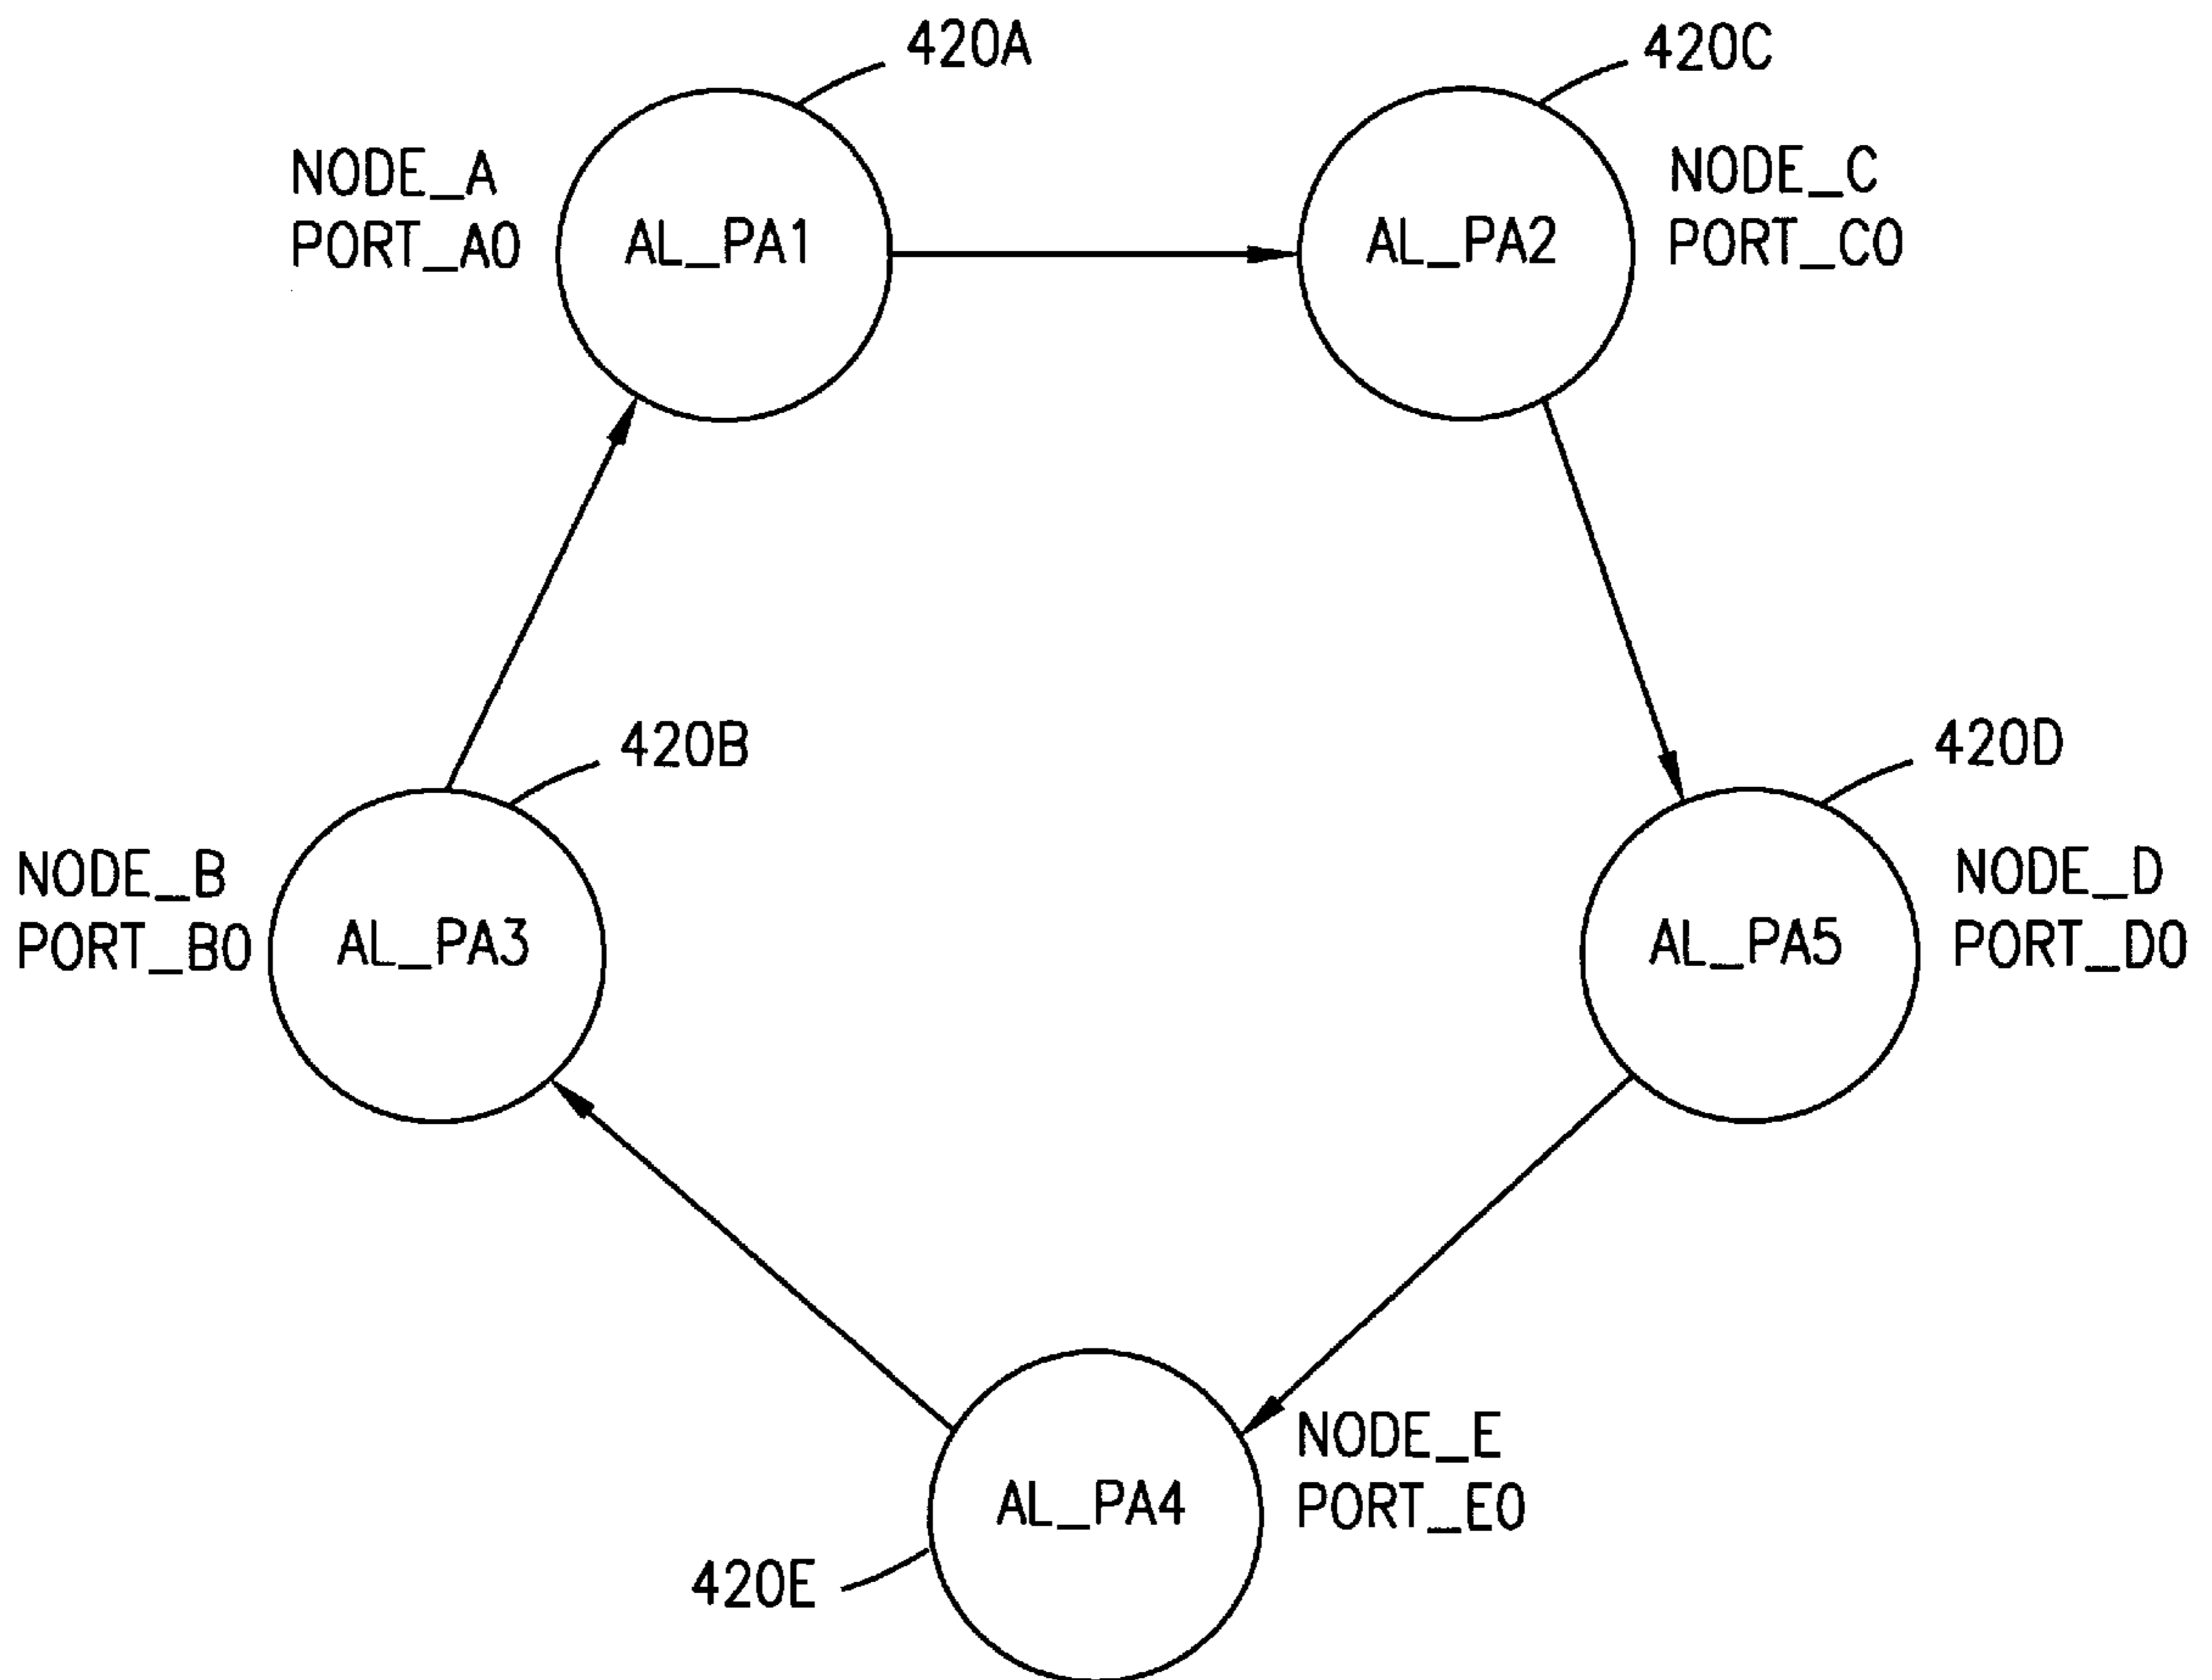 420A
420C
NODE_A
PORT_A0
AL_PA1
AL_PA2
NODE_C
PORT_C0
420B
420D
NODE_B
PORT_B0
AL_PA3
AL_PA5
NODE_D
PORT_D0
NODE_E
PORT_E0
AL_PA4
420E